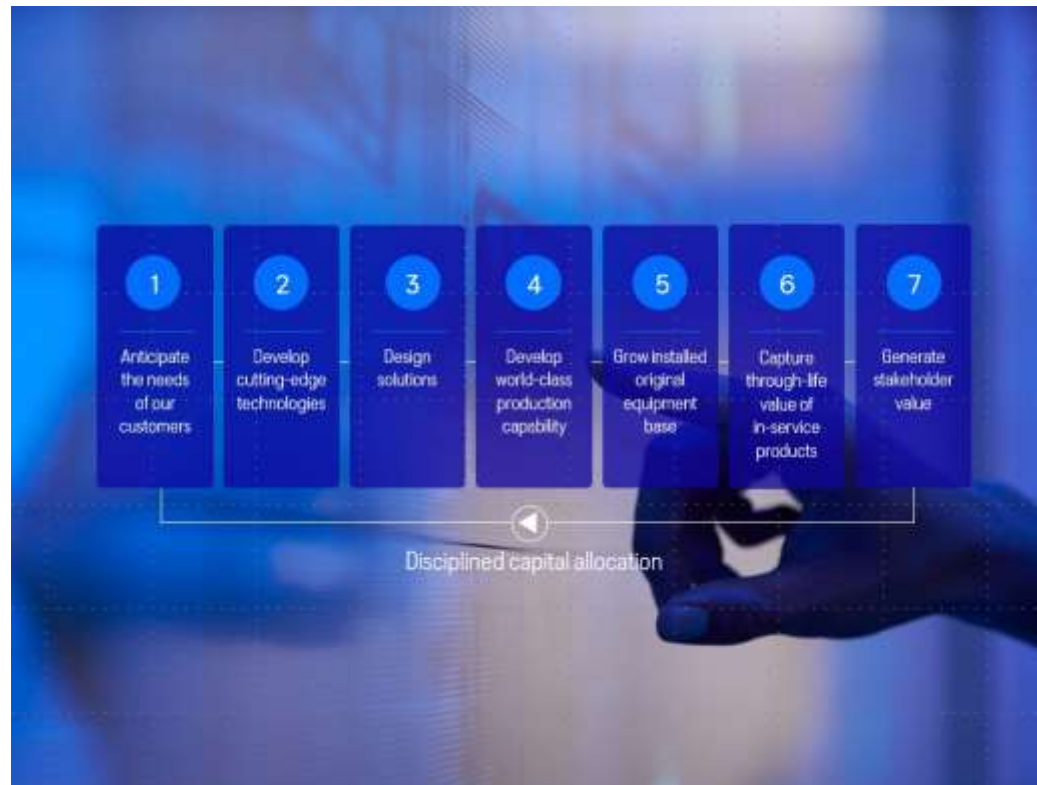 1
Anticipate
the needs
of our
customers
2
Develop
cutting-edge
technologies
3
Design
solutions
4
Develop
world-class
production
capability
5
Grow installed
original
equipment
base
6
Capture
through-life
value of
in-service
products
7
Generate
stakeholder
value
Disciplined capital allocation